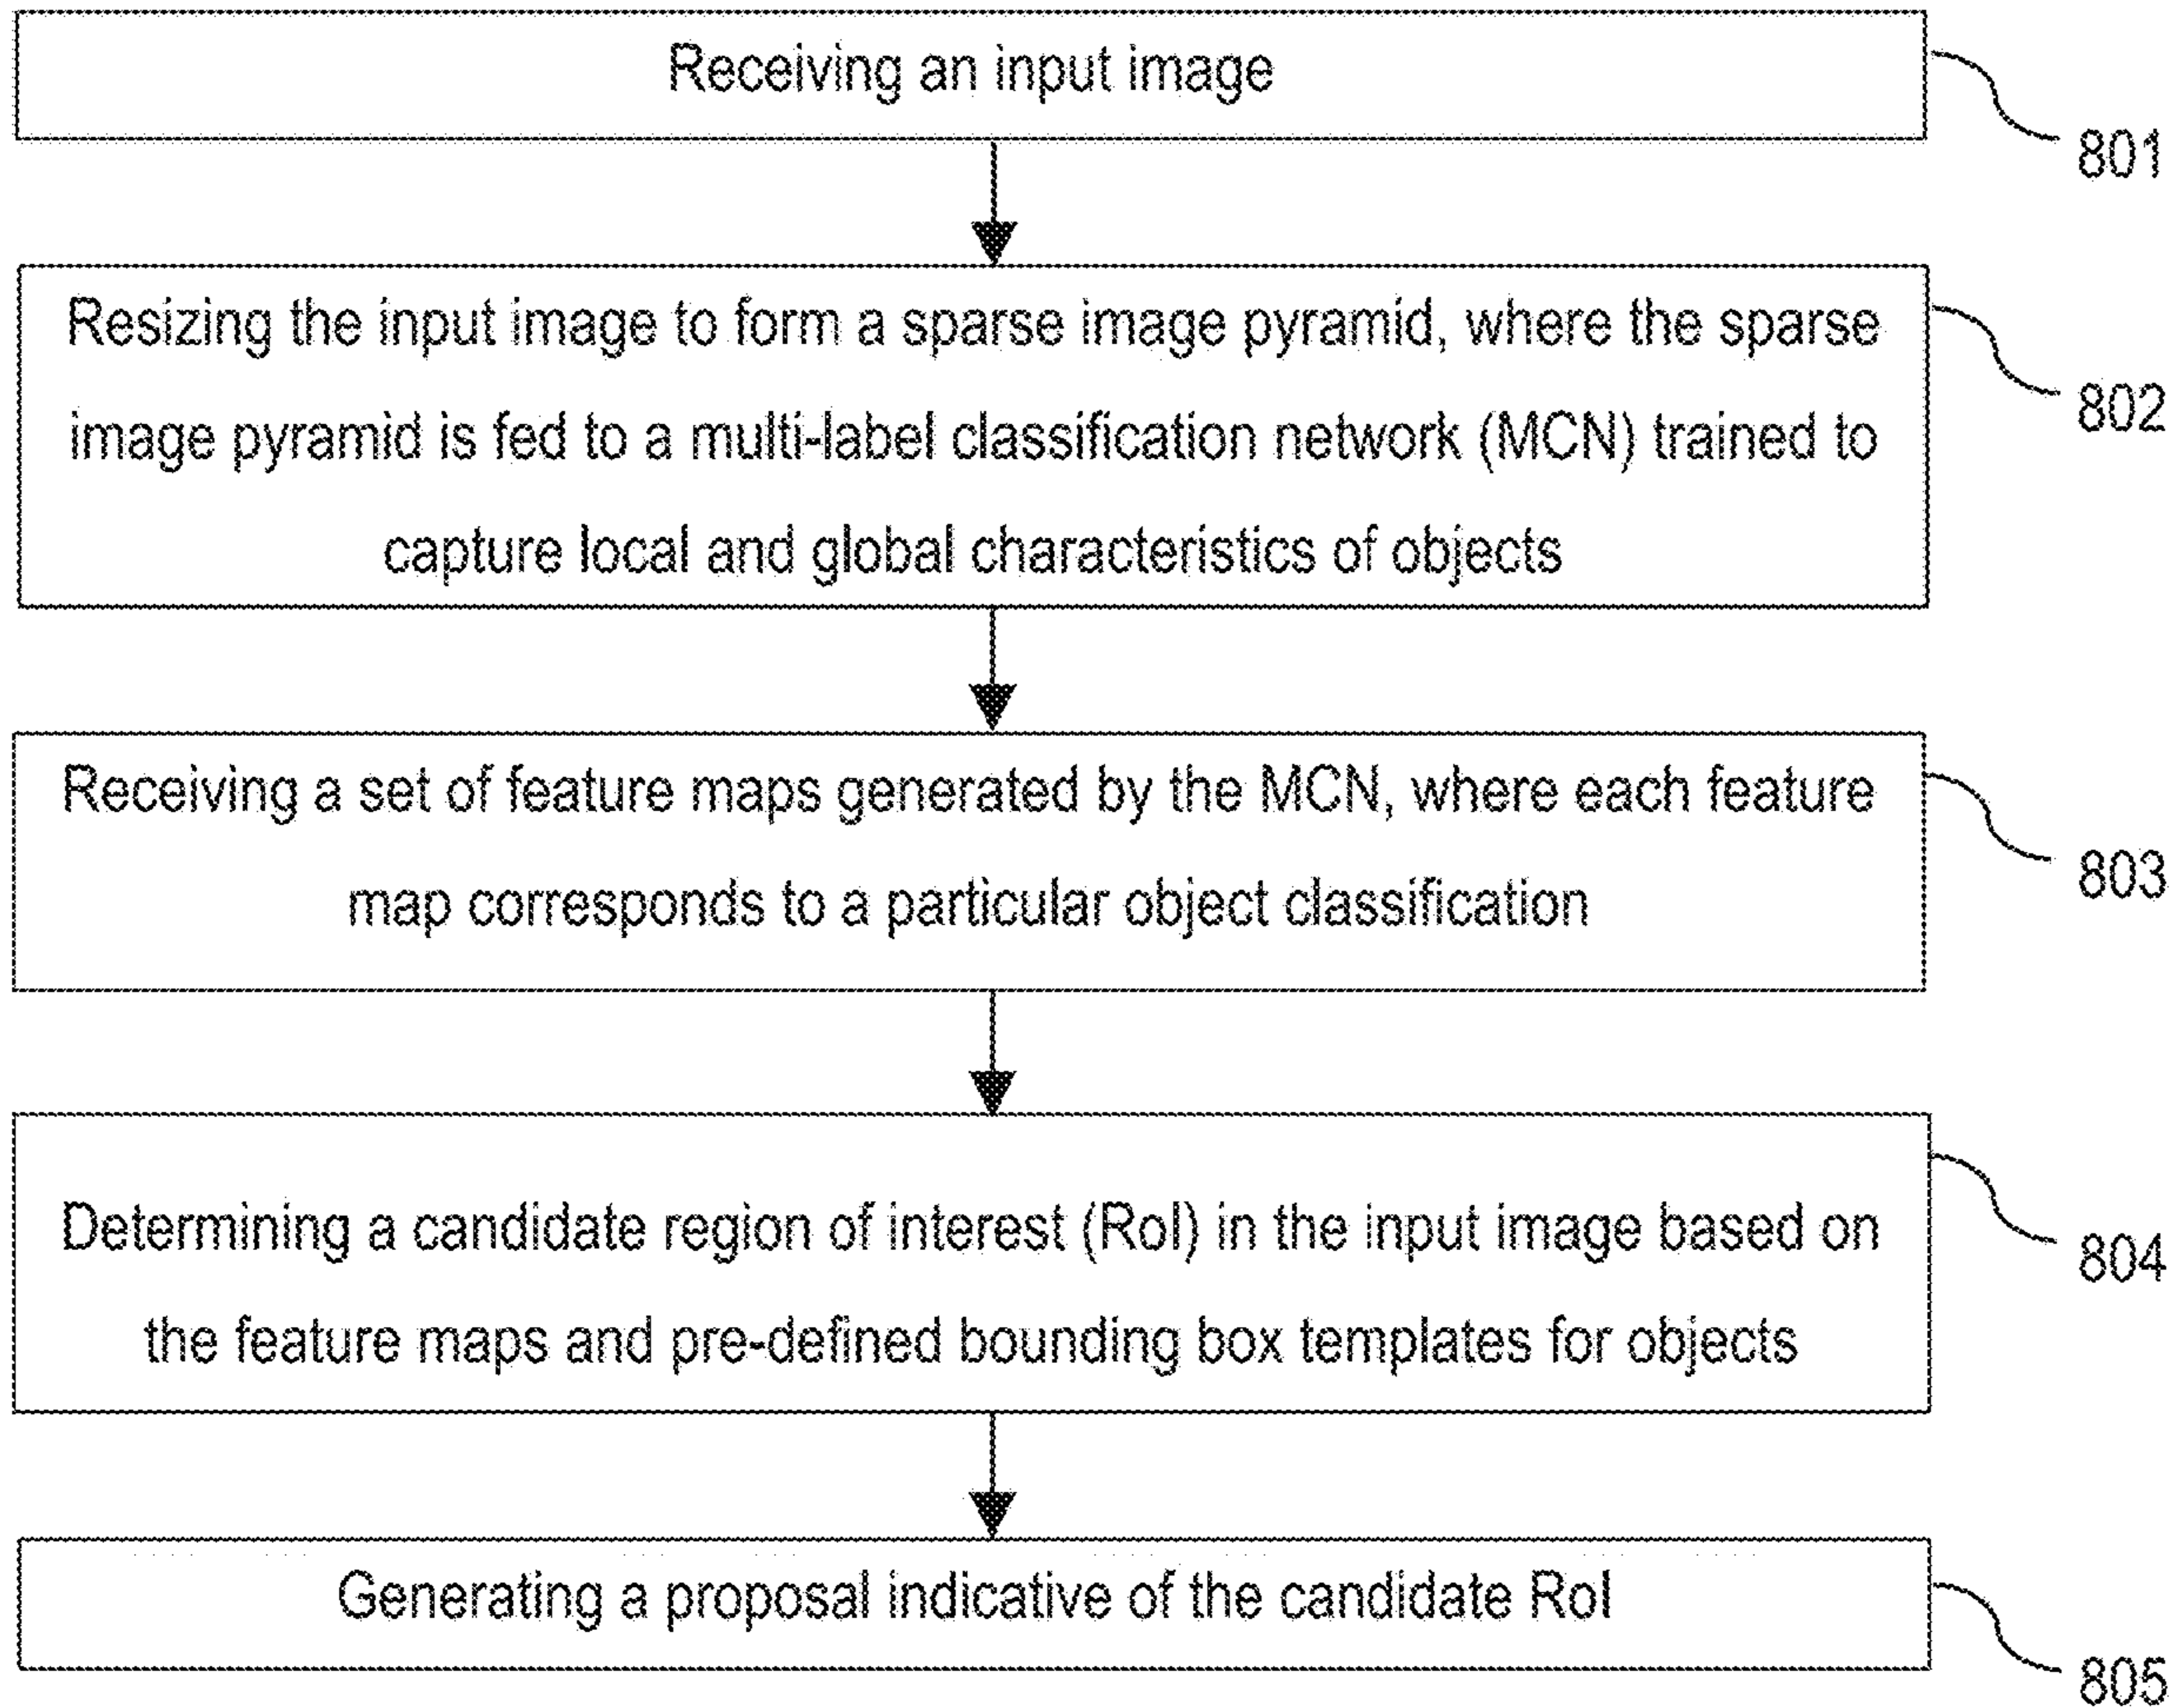 Receiving an input image
801
Resizing the input image to form a sparse image pyramid, where the sparse
image pyramid is fed to a multi-label classification network (MCN) trained to
capture local and global characteristics of objects
802
Receiving a set of feature maps generated by the MCN, where each feature
map corresponds to a particular object classification
803
Determining a candidate region of interest (RoI) in the input image based on
the feature maps and pre-defined bounding box templates for objects
804
Generating a proposal indicative of the candidate RoI
805